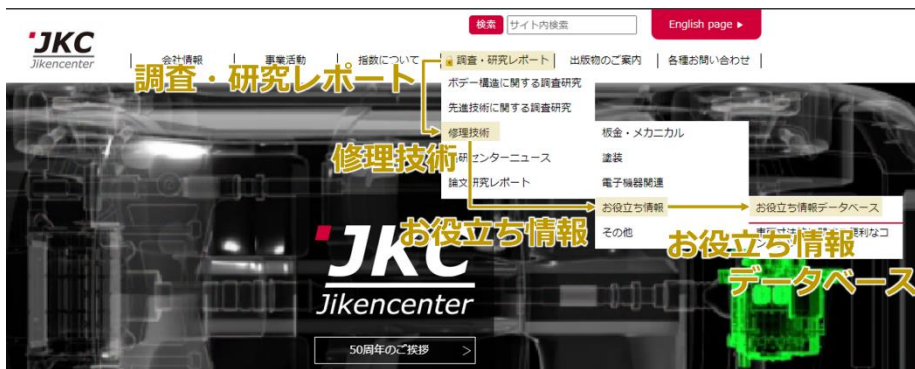 検索 サイト内検索 English page ▶
JKC
Jikencenter
会社情報 事業活動 指数について 調査・研究レポート 出版物のご案内 各種お問い合わせ
調査・研究レポート
ボデー構造に関する調査研究
先進技術に関する調査研究
修理技術 板金・メカニカル
修理技術
研センターニュース 塗装
論文研究レポート 電子機器関連
お役立ち情報 お役立ち情報データベース
お役立ち情報
その他
お役立ち情報
データベース
JKC
Jikencenter
50周年のご挨拶 >